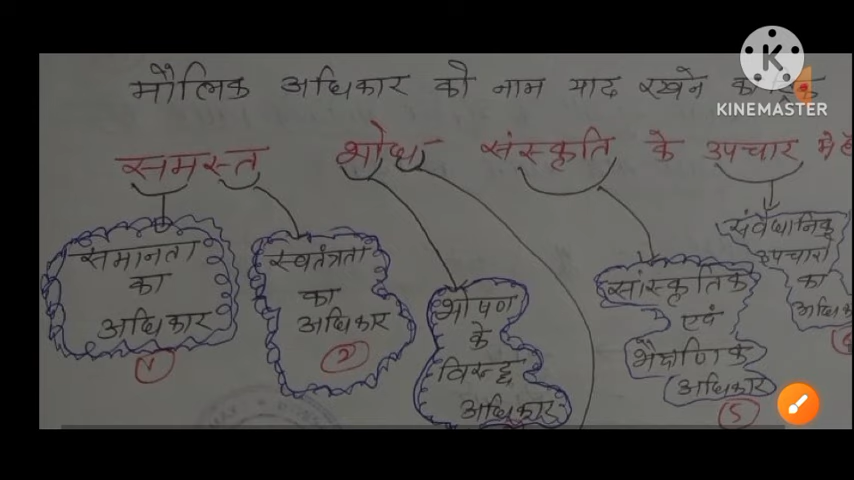 मौलिक अधिकार को नाम याद रखने का ट्रिक
KINEMASTER
समस्त शोध संस्कृति के उपचार मे है
समानता
का
अधिकार
1
स्वतंत्रता
का
अधिकार
2
शोषण
के
विरुद्ध
अधिकार
सांस्कृतिक
एवं
शैक्षणिक
अधिकार
5
संवैधानिक
उपचारो
का